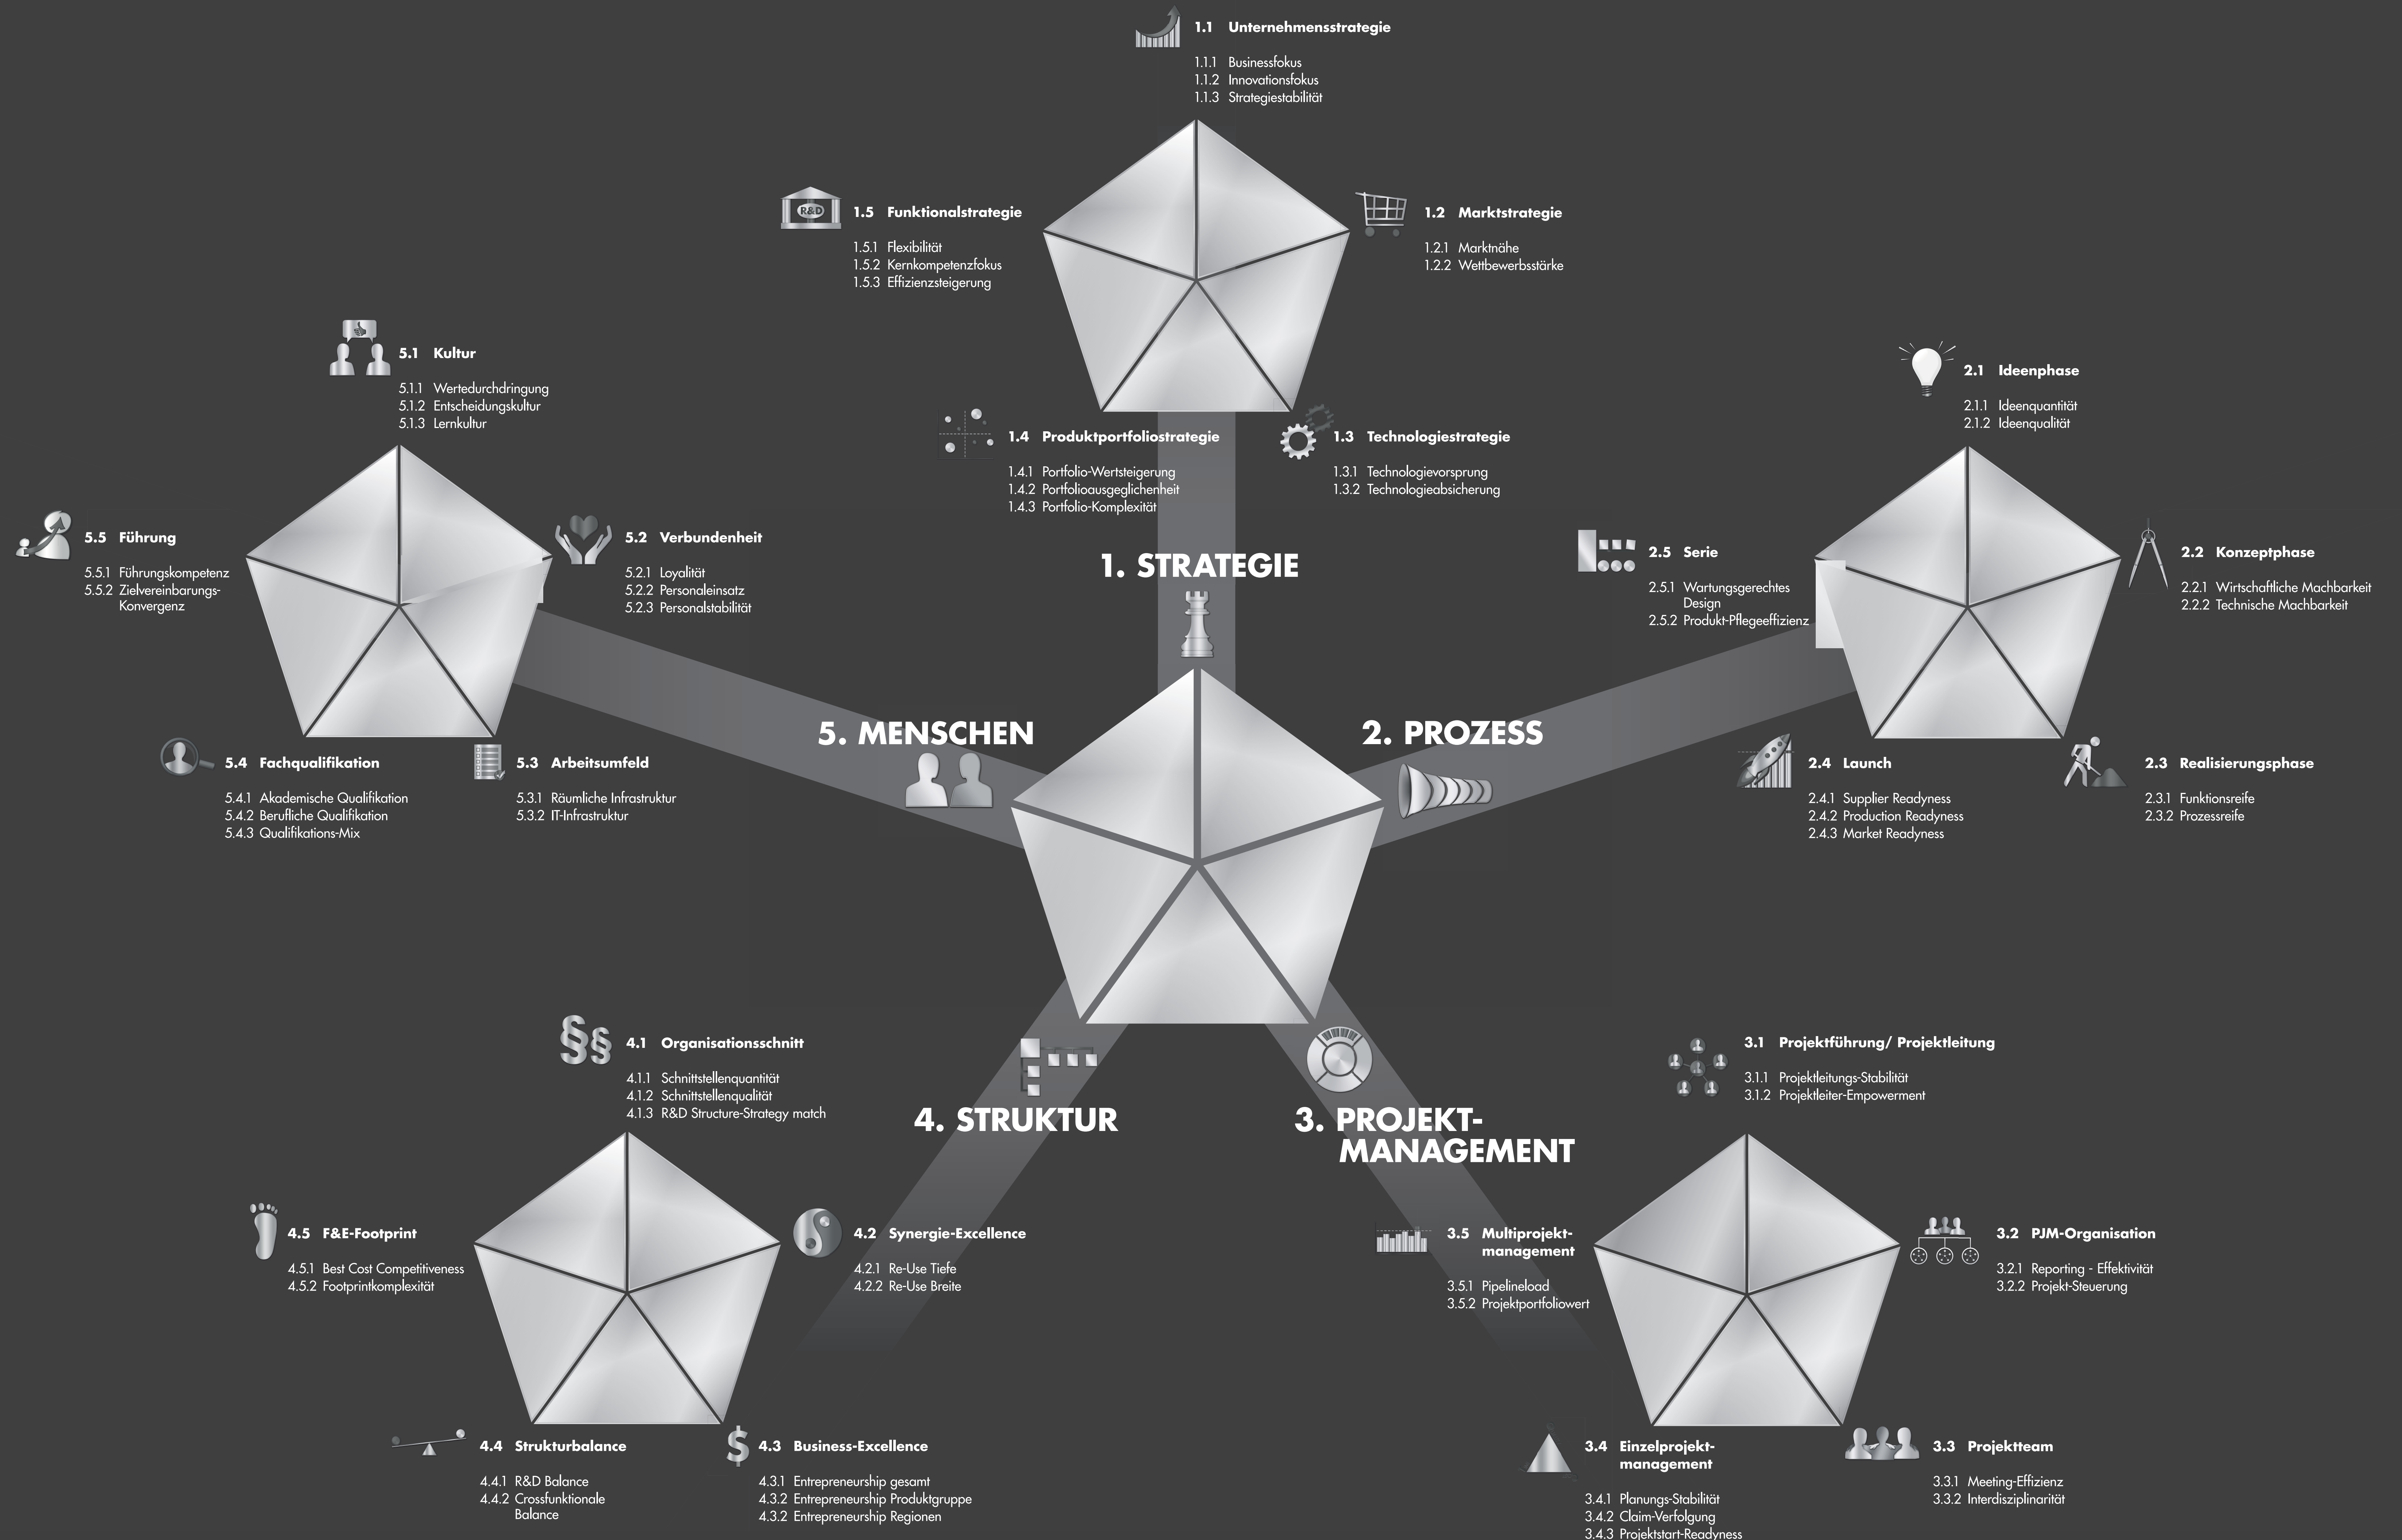 1.1 Unternehmensstrategie
1.1.1 Businessfokus
1.1.2 Innovationsfokus
1.1.3 Strategiestabilität
R&D
1.5 Funktionalstrategie
1.5.1 Flexibilität
1.5.2 Kernkompetenzfokus
1.5.3 Effizienzsteigerung
1.2 Marktstrategie
1.2.1 Marktnähe
1.2.2 Wettbewerbsstärke
1.4 Produktportfoliostrategie
1.4.1 Portfolio-Wertsteigerung
1.4.2 Portfolioausgeglichenheit
1.4.3 Portfolio-Komplexität
1.3 Technologiestrategie
1.3.1 Technologievorsprung
1.3.2 Technologieabsicherung
1. STRATEGIE
5.1 Kultur
5.1.1 Wertedurchdringung
5.1.2 Entscheidungskultur
5.1.3 Lernkultur
5.5 Führung
5.5.1 Führungskompetenz
5.5.2 Zielvereinbarungs-
Konvergenz
5.2 Verbundenheit
5.2.1 Loyalität
5.2.2 Personaleinsatz
5.2.3 Personalstabilität
5.4 Fachqualifikation
5.4.1 Akademische Qualifikation
5.4.2 Berufliche Qualifikation
5.4.3 Qualifikations-Mix
5.3 Arbeitsumfeld
5.3.1 Räumliche Infrastruktur
5.3.2 IT-Infrastruktur
5. MENSCHEN
2. PROZESS
2.1 Ideenphase
2.1.1 Ideenquantität
2.1.2 Ideenqualität
2.5 Serie
2.5.1 Wartungsgerechtes
Design
2.5.2 Produkt-Pflegeeffizienz
2.2 Konzeptphase
2.2.1 Wirtschaftliche Machbarkeit
2.2.2 Technische Machbarkeit
2.4 Launch
2.4.1 Supplier Readyness
2.4.2 Production Readyness
2.4.3 Market Readyness
2.3 Realisierungsphase
2.3.1 Funktionsreife
2.3.2 Prozessreife
4. STRUKTUR
3. PROJEKT-
MANAGEMENT
4.1 Organisationsschnitt
4.1.1 Schnittstellenquantität
4.1.2 Schnittstellenqualität
4.1.3 R&D Structure-Strategy match
4.5 F&E-Footprint
4.5.1 Best Cost Competitiveness
4.5.2 Footprintkomplexität
4.2 Synergie-Excellence
4.2.1 Re-Use Tiefe
4.2.2 Re-Use Breite
4.4 Strukturbalance
4.4.1 R&D Balance
4.4.2 Crossfunktionale
Balance
4.3 Business-Excellence
4.3.1 Entrepreneurship gesamt
4.3.2 Entrepreneurship Produktgruppe
4.3.2 Entrepreneurship Regionen
3.1 Projektführung/ Projektleitung
3.1.1 Projektleitungs-Stabilität
3.1.2 Projektleiter-Empowerment
3.5 Multiprojekt-
management
3.5.1 Pipelineload
3.5.2 Projektportfoliowert
3.2 PJM-Organisation
3.2.1 Reporting - Effektivität
3.2.2 Projekt-Steuerung
3.4 Einzelprojekt-
management
3.4.1 Planungs-Stabilität
3.4.2 Claim-Verfolgung
3.4.3 Projektstart-Readyness
3.3 Projektteam
3.3.1 Meeting-Effizienz
3.3.2 Interdisziplinarität